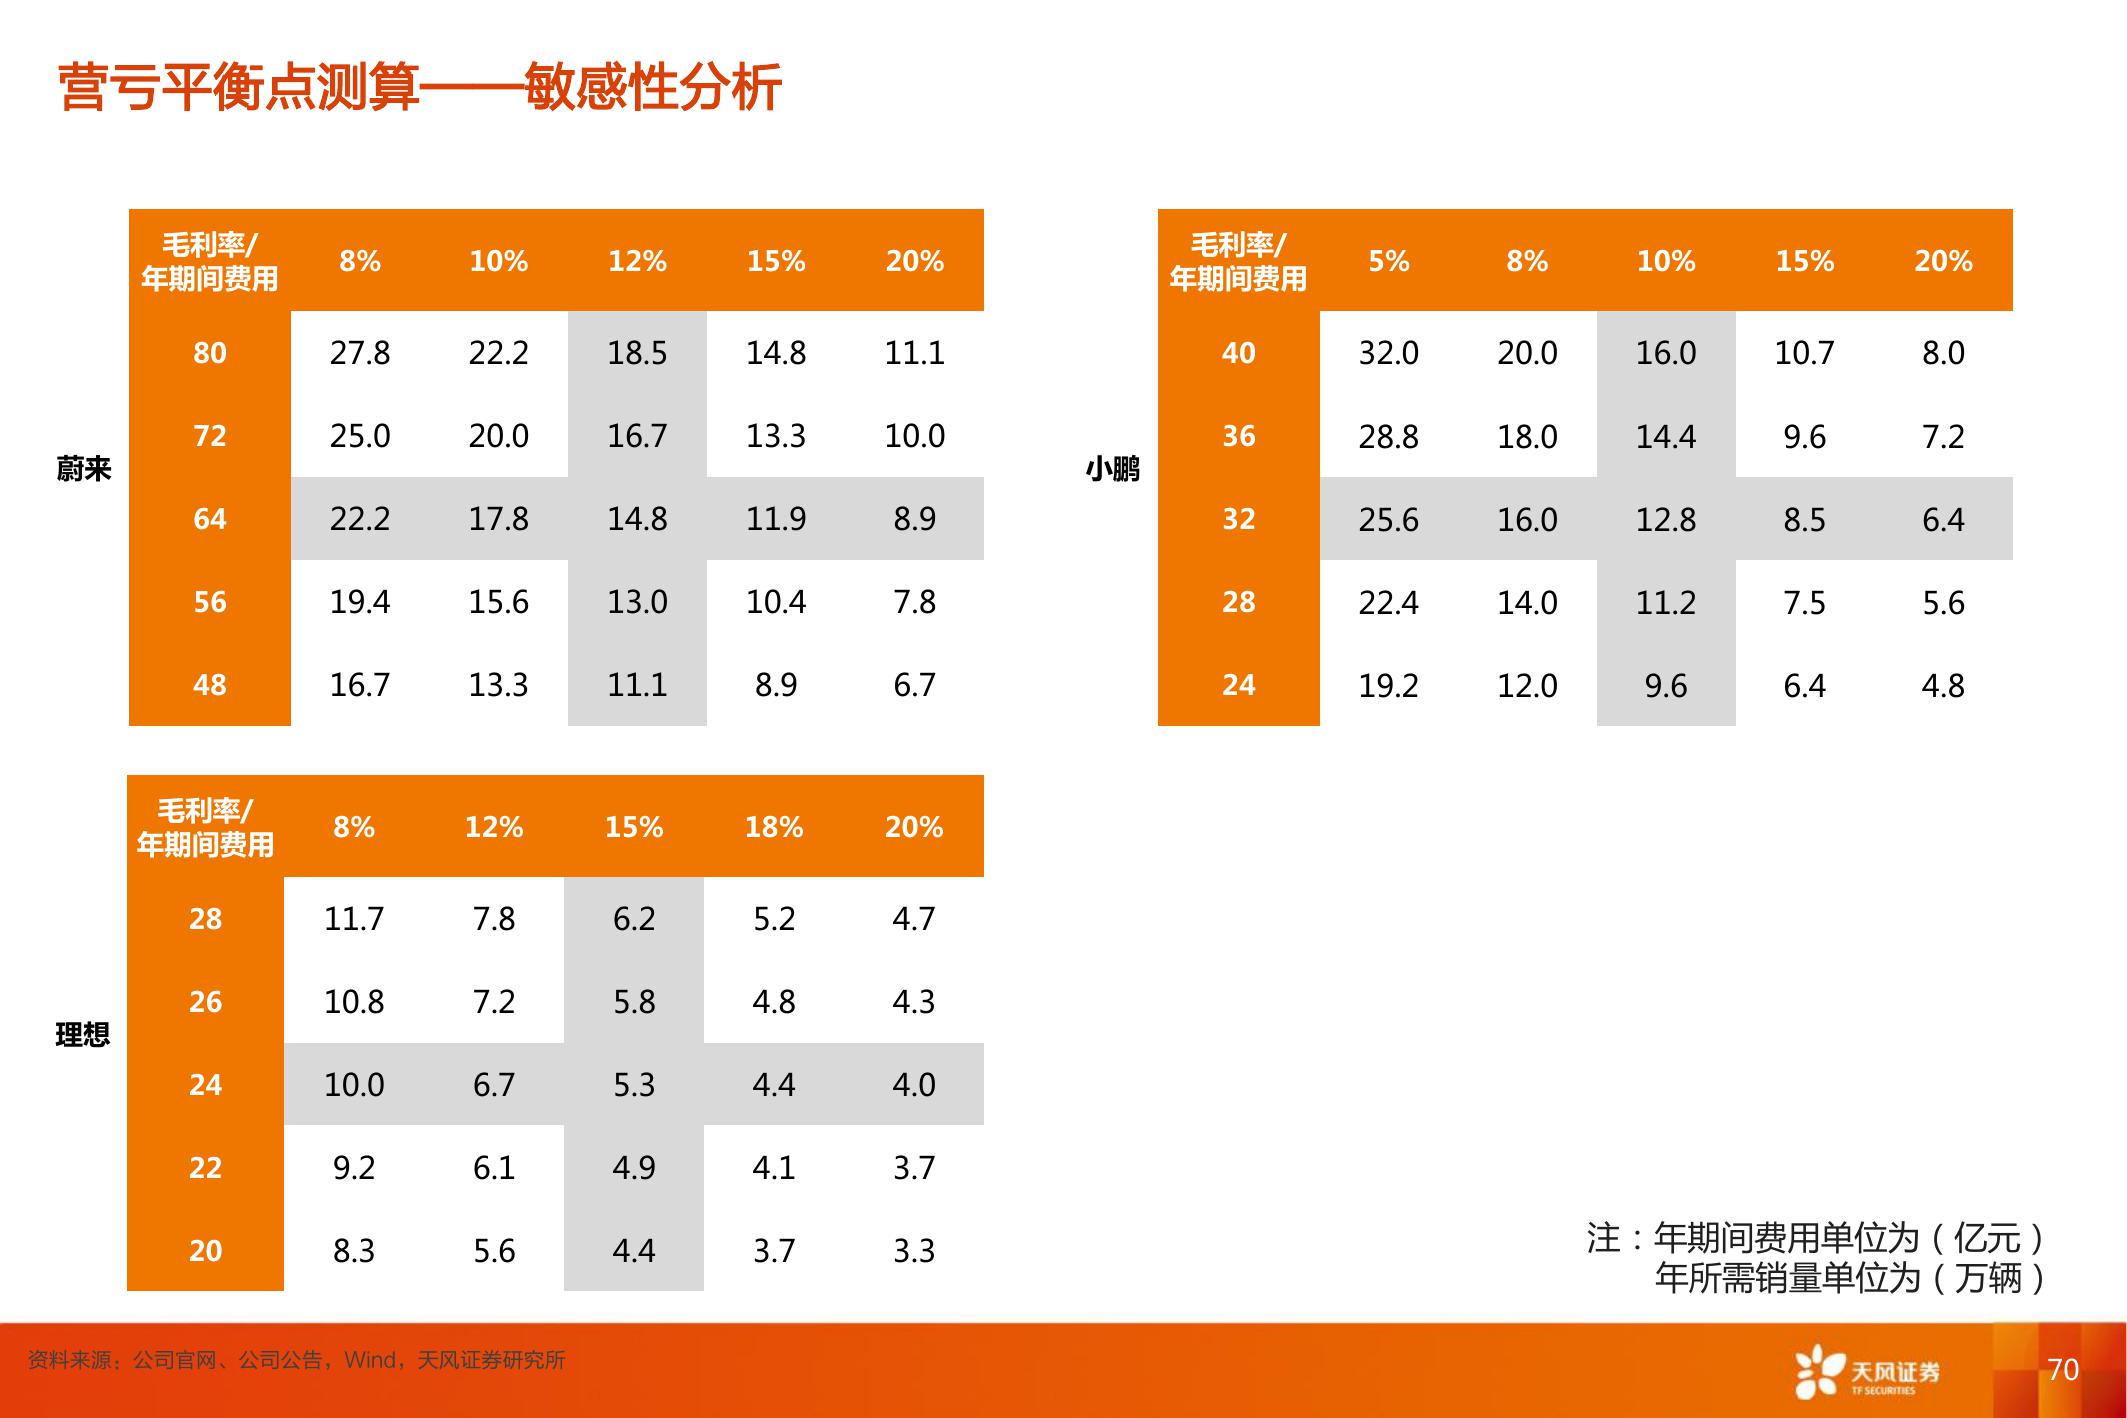 营亏平衡点测算——敏感性分析
毛利率/
年期间费用 8% 10% 12% 15% 20%
80 27.8 22.2 18.5 14.8 11.1
72 25.0 20.0 16.7 13.3 10.0
蔚来
64 22.2 17.8 14.8 11.9 8.9
56 19.4 15.6 13.0 10.4 7.8
48 16.7 13.3 11.1 8.9 6.7
毛利率/
年期间费用 5% 8% 10% 15% 20%
40 32.0 20.0 16.0 10.7 8.0
36 28.8 18.0 14.4 9.6 7.2
小鹏
32 25.6 16.0 12.8 8.5 6.4
28 22.4 14.0 11.2 7.5 5.6
24 19.2 12.0 9.6 6.4 4.8
毛利率/
年期间费用 8% 12% 15% 18% 20%
28 11.7 7.8 6.2 5.2 4.7
26 10.8 7.2 5.8 4.8 4.3
理想
24 10.0 6.7 5.3 4.4 4.0
22 9.2 6.1 4.9 4.1 3.7
20 8.3 5.6 4.4 3.7 3.3
注：年期间费用单位为（亿元）
年所需销量单位为（万辆）
资料来源：公司官网、公司公告，Wind，天风证券研究所
天风证券
TF SECURITIES
70